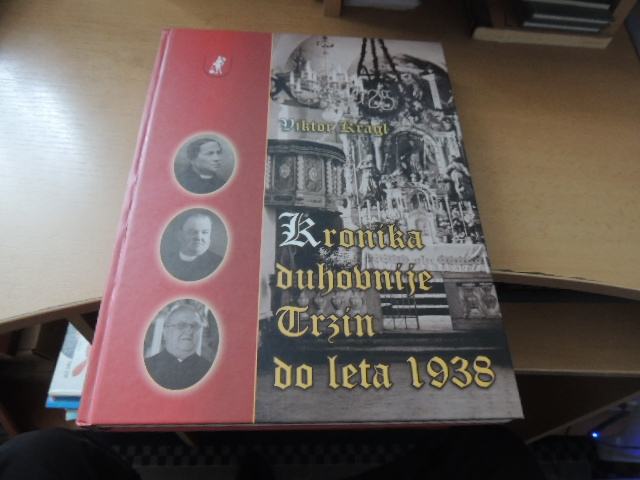 Viktor Kragl
Kronika
duhovnije
Trzin
do leta 1938